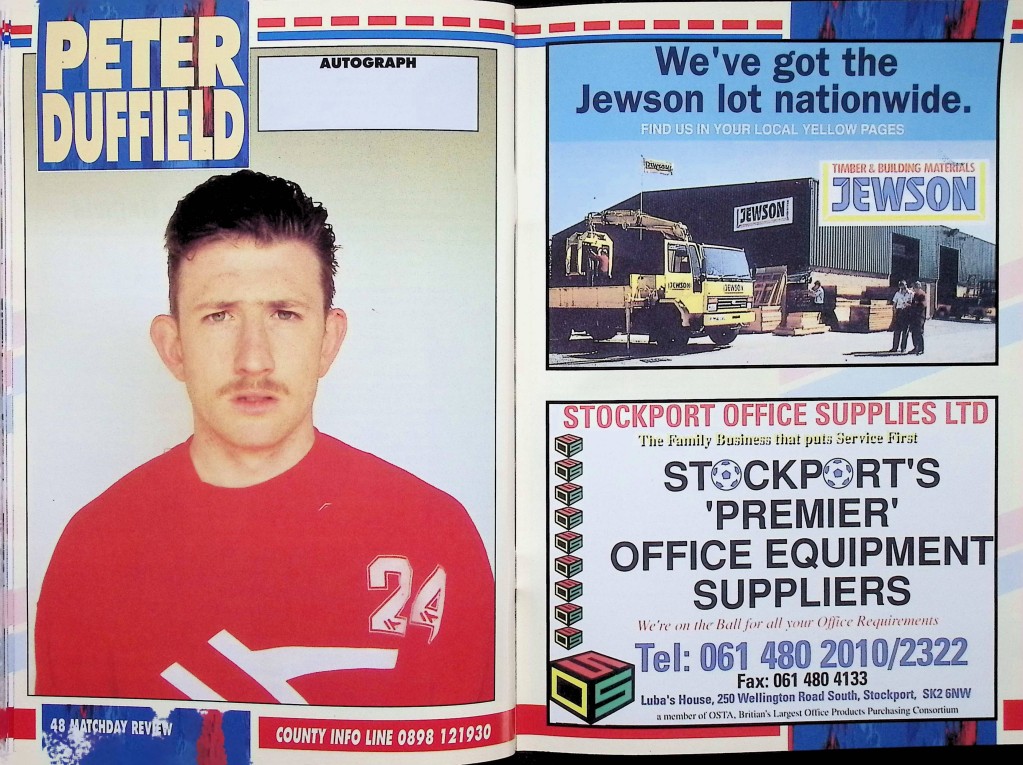 PETER
DUFFIELD
AUTOGRAPH
24
48 MATCHDAY REVIEW
COUNTY INFO LINE 0898 121930
We've got the
Jewson lot nationwide.
FIND US IN YOUR LOCAL YELLOW PAGES
TIMBER & BUILDING MATERIALS
JEWSON
JEWSON
JEWSON
JEWSON
JEWSON
STOCKPORT OFFICE SUPPLIES LTD
The Family Business that puts Service First
STOCKPORT'S
'PREMIER'
OFFICE EQUIPMENT
SUPPLIERS
We're on the Ball for all your Office Requirements
Tel: 061 480 2010/2322
Fax: 061 480 4133
Luba's House, 250 Wellington Road South, Stockport, SK2 6NW
a member of OSTA, Britian's Largest Office Products Purchasing Consortium
SOS